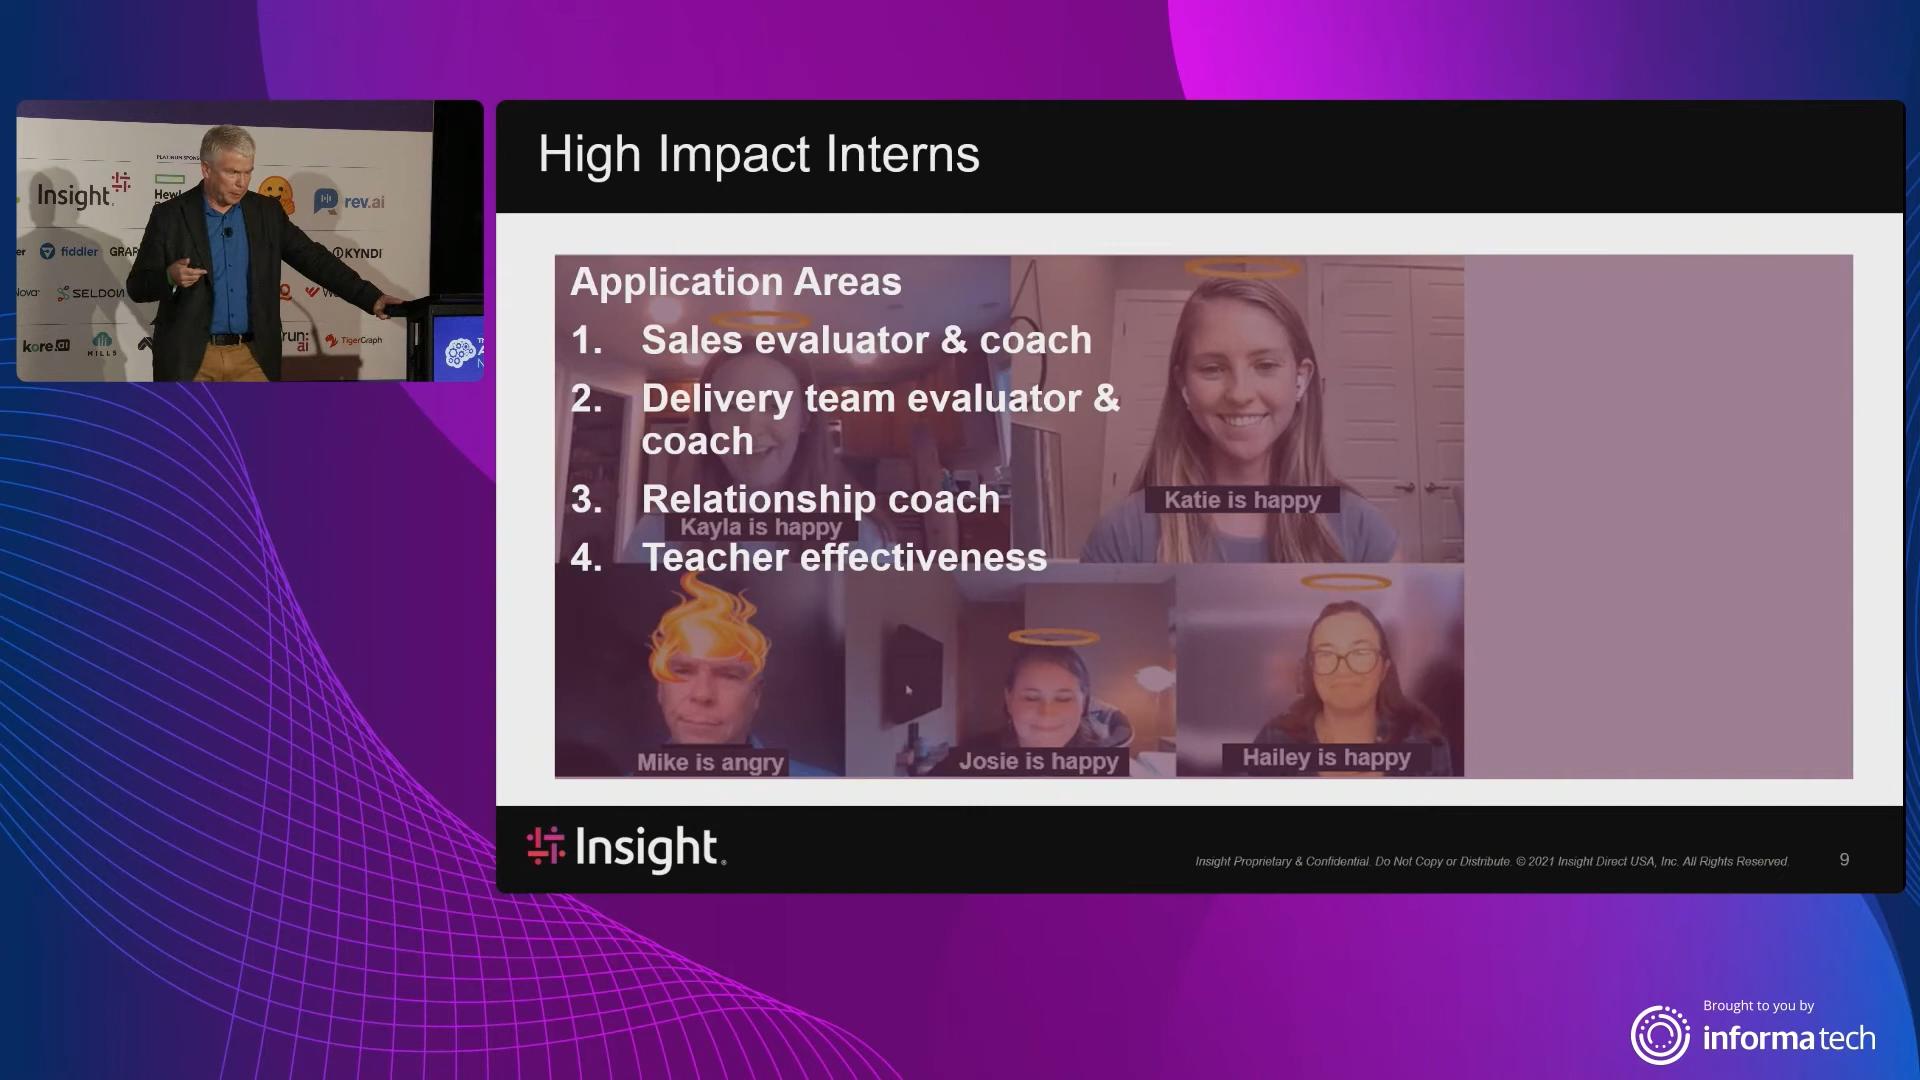 High Impact Interns
Application Areas
1. Sales evaluator & coach
2. Delivery team evaluator &
coach
3. Relationship coach
4. Teacher effectiveness
Kayla is happy
Katie is happy
Mike is angry
Josie is happy
Hailey is happy
Insight
Insight Proprietary & Confidential. Do Not Copy or Distribute. © 2021 Insight Direct USA, Inc. All Rights Reserved.
9
PLATINUM
Insight
rev.ai
fiddler
KYNDI
SELDON
kore.ai
run:
ai
TigerGraph
Brought to you by
informa tech